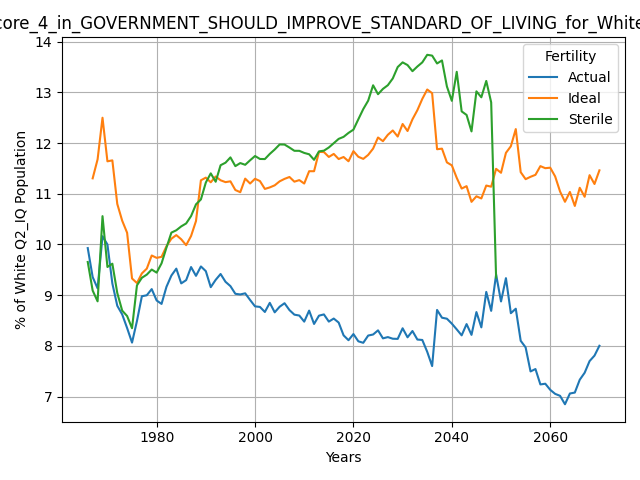 core_4_in_GOVERNMENT_SHOULD_IMPROVE_STANDARD_OF_LIVING_for_White
14
13
12
11
10
9
8
7
% of White Q2_IQ Population
Fertility
Actual
Ideal
Sterile
1980
2000
2020
2040
2060
Years